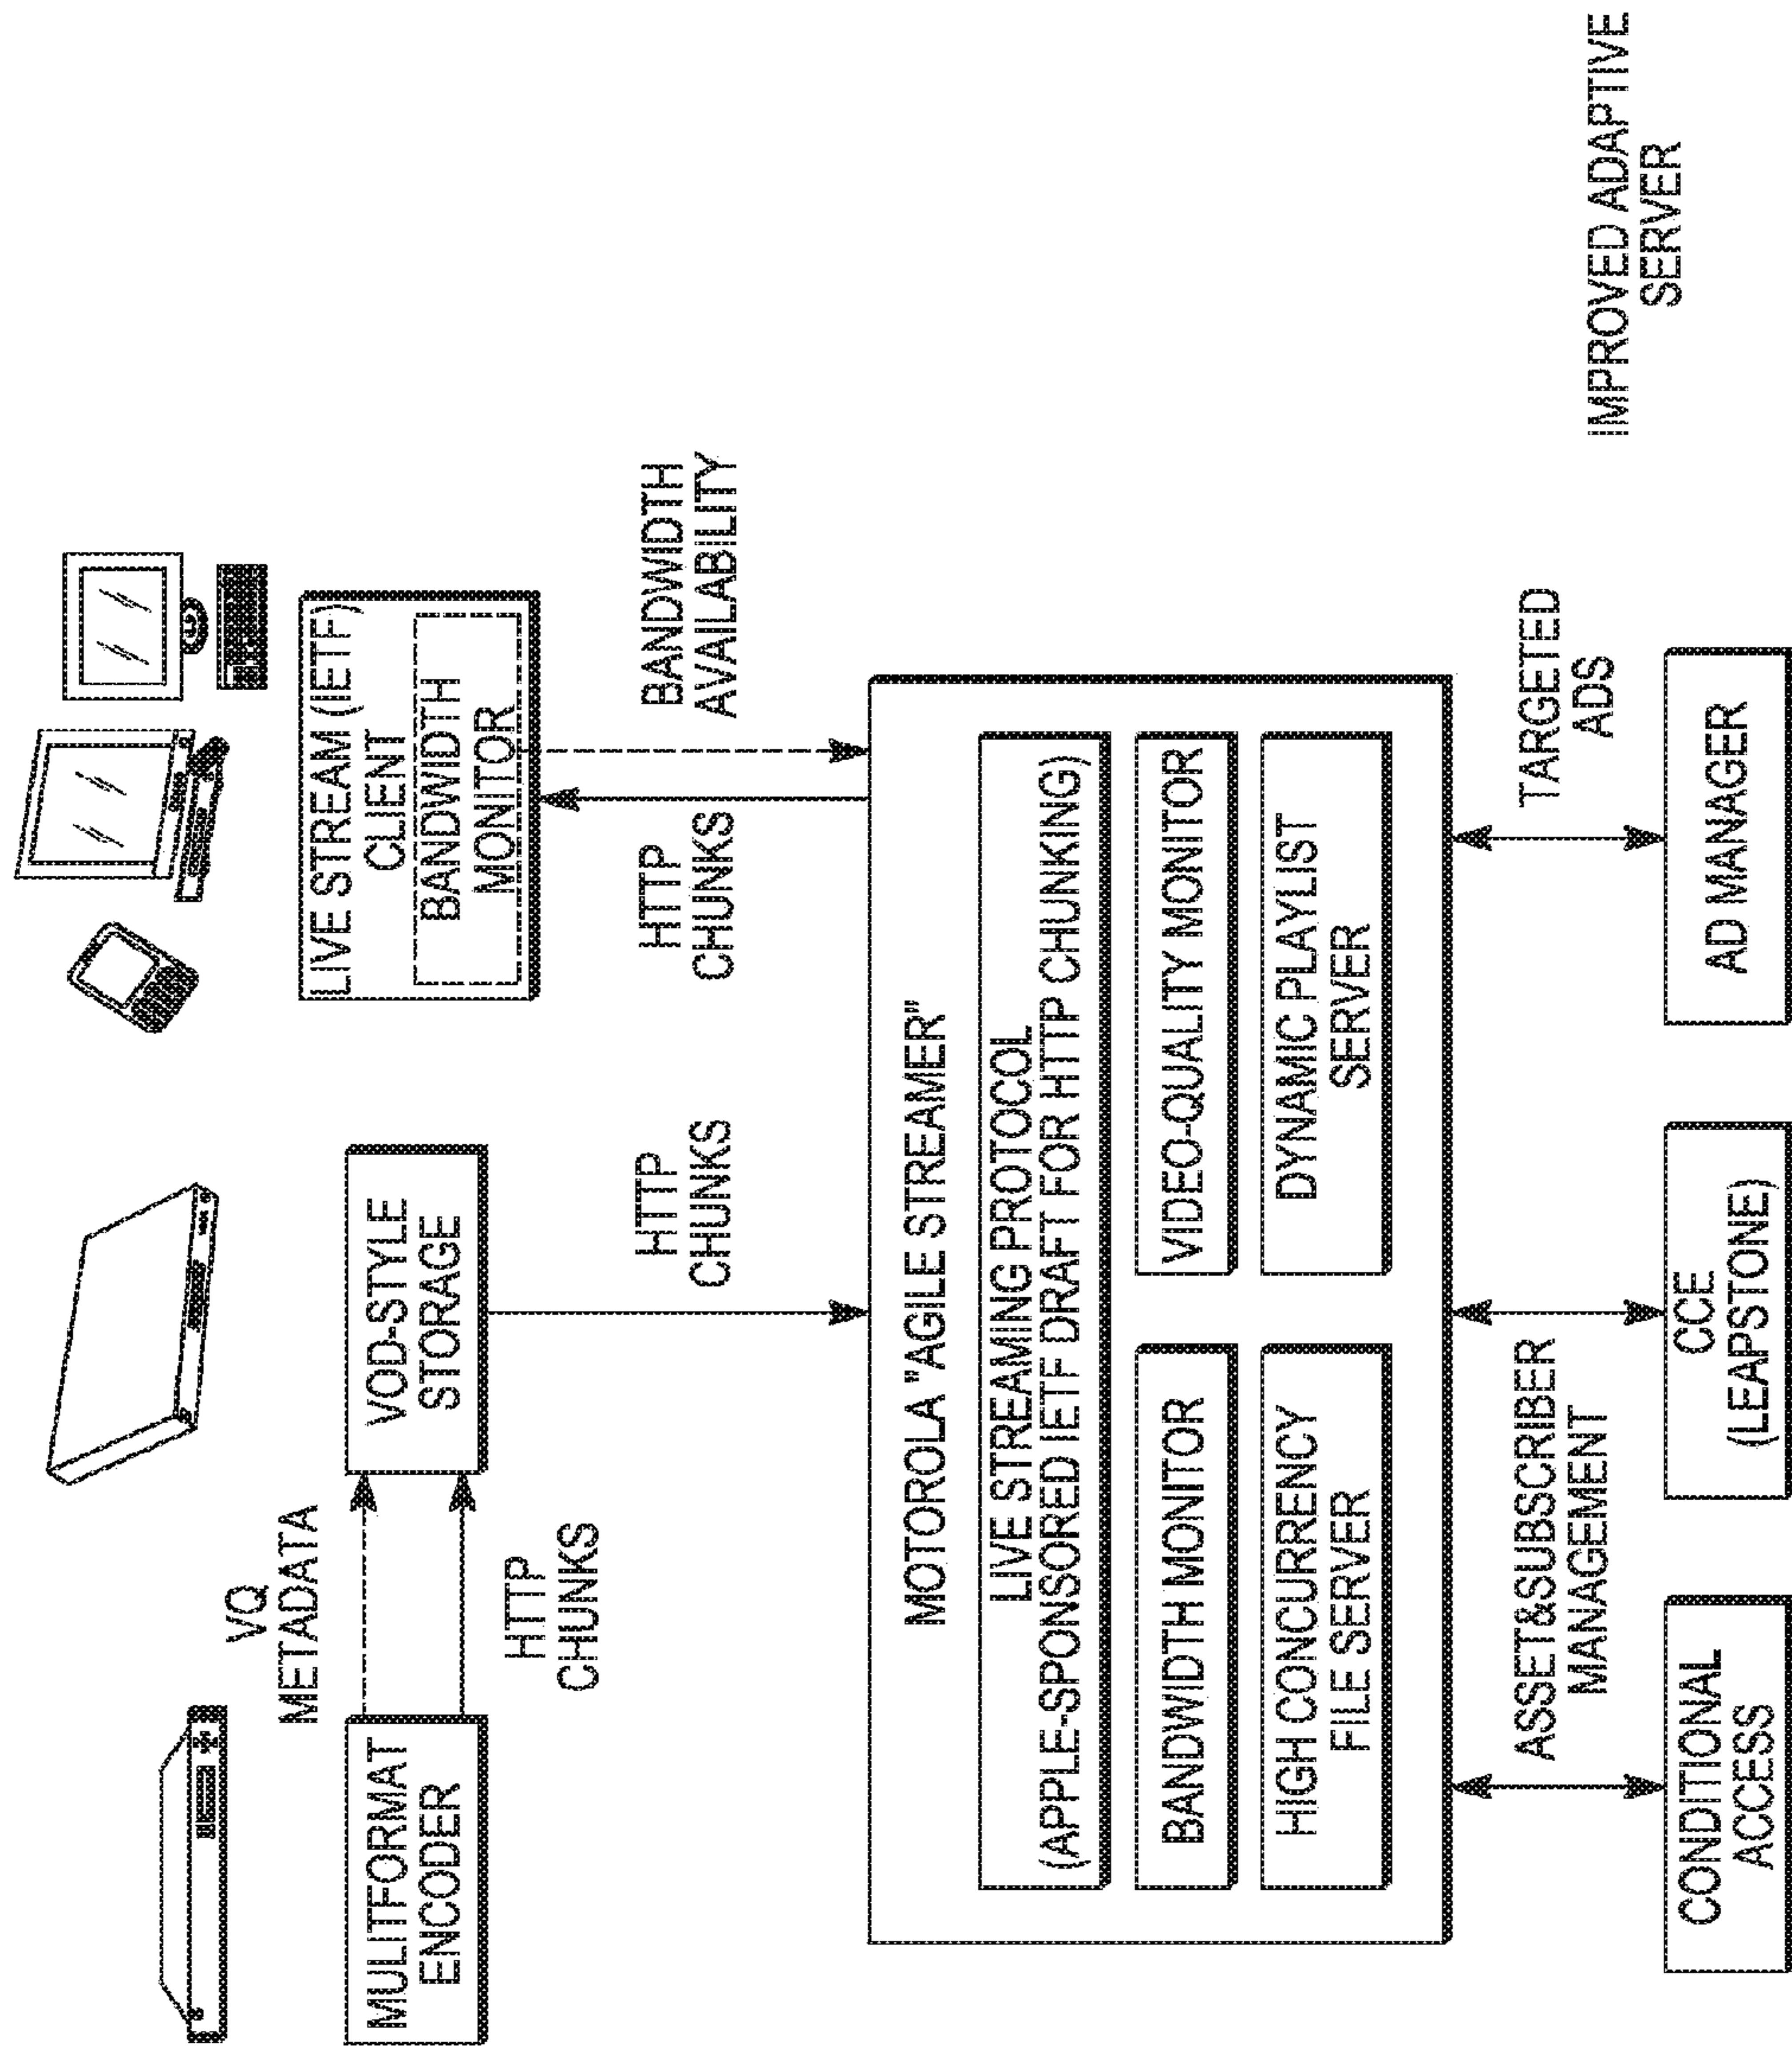 VQ
METADATA
MULITFORMAT
ENCODER
HTTP
CHUNKS
VOD-STYLE
STORAGE
LIVE STREAM (IETF)
CLIENT
BANDWIDTH
MONITOR
HTTP
CHUNKS
HTTP
CHUNKS
BANDWIDTH
AVAILABILITY
MOTOROLA "AGILE STREAMER"
LIVE STREAMING PROTOCOL
(APPLE-SPONSORED IETF DRAFT FOR HTTP CHUNKING)
BANDWIDTH MONITOR
VIDEO-QUALITY MONITOR
HIGH CONCURRENCY
FILE SERVER
DYNAMIC PLAYLIST
SERVER
ASSET&SUBSCRIBER
MANAGEMENT
TARGETED
ADS
CONDITIONAL
ACCESS
CCE
(LEAPSTONE)
AD MANAGER
IMPROVED ADAPTIVE
SERVER